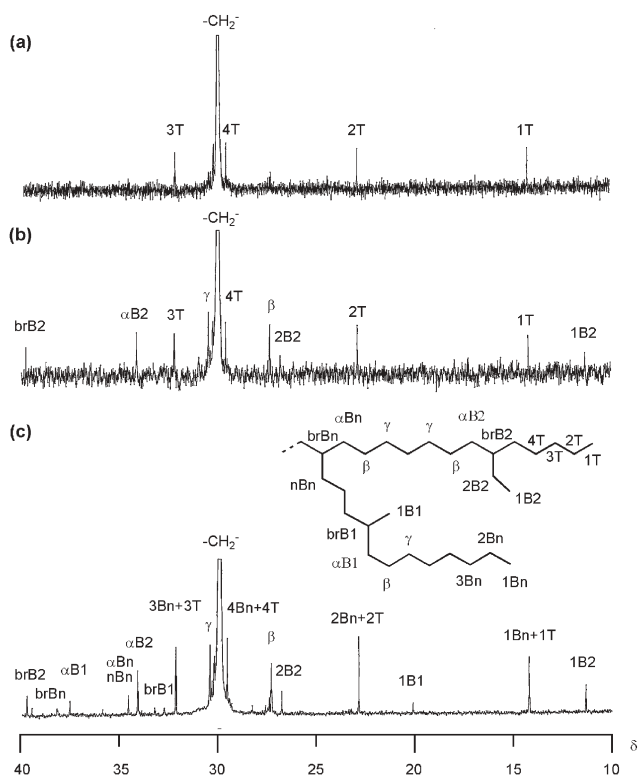 -CH₂-
(a)
3T
4T
2T
1T
-CH₂-
(b)
brB2
αB2
3T
γ
4T
β
2B2
2T
1T
1B2
(c)
αBn
γ
γ
αB2
brBn
brB2
4T
2T
β
β
3T
1T
nBn
2B2
1B2
1B1
brB1
-CH₂-
αB1
γ
2Bn
β
3Bn
1Bn
3Bn+3T
γ
4Bn+4T
2Bn+2T
1Bn+1T
αB2
αBn
nBn
αB1
brB2
brBn
brB1
β
2B2
1B1
1B2
40
35
30
25
20
15
10
δ